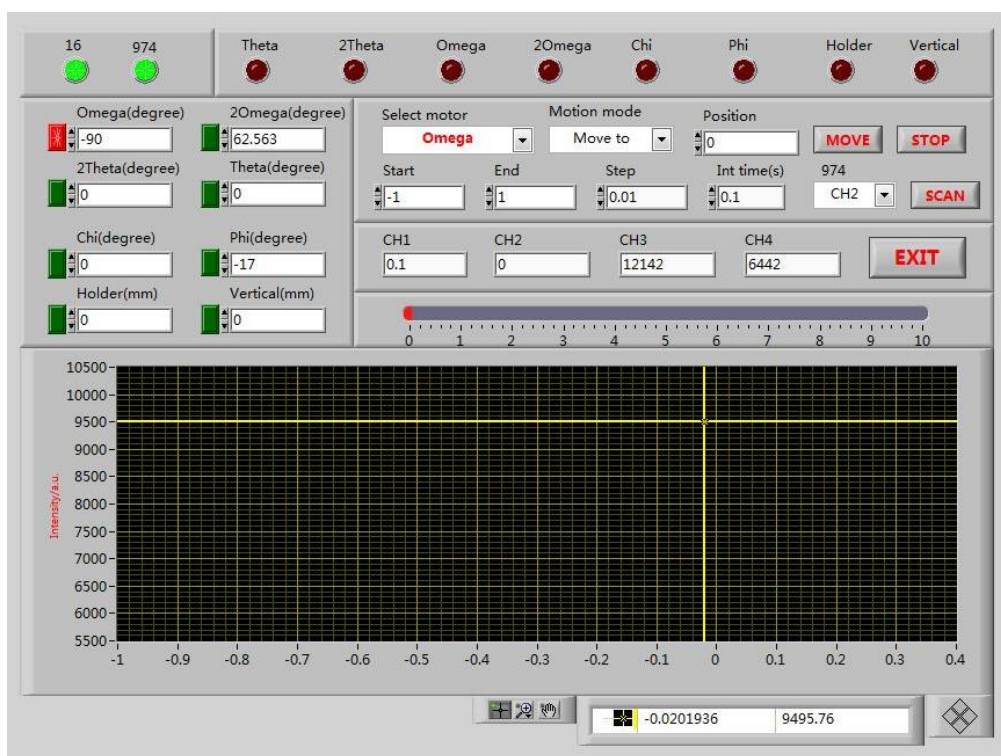 16 974 Theta 2Theta Omega 2Omega Chi Phi Holder Vertical
Omega(degree) 2Omega(degree)
-90 62.563
2Theta(degree) Theta(degree)
0 0
Chi(degree) Phi(degree)
0 -17
Holder(mm) Vertical(mm)
0 0
Select motor Motion mode Position
Omega Move to 0 MOVE STOP
Start End Step Int time(s) 974
-1 1 0.01 0.1 CH2 SCAN
CH1 CH2 CH3 CH4
0.1 0 12142 6442 EXIT
0 1 2 3 4 5 6 7 8 9 10
10500
10000
9500
9000
8500
8000
7500
7000
6500
6000
5500
Intensity/a.u.
-1 -0.9 -0.8 -0.7 -0.6 -0.5 -0.4 -0.3 -0.2 -0.1 0 0.1 0.2 0.3 0.4
-0.0201936 9495.76